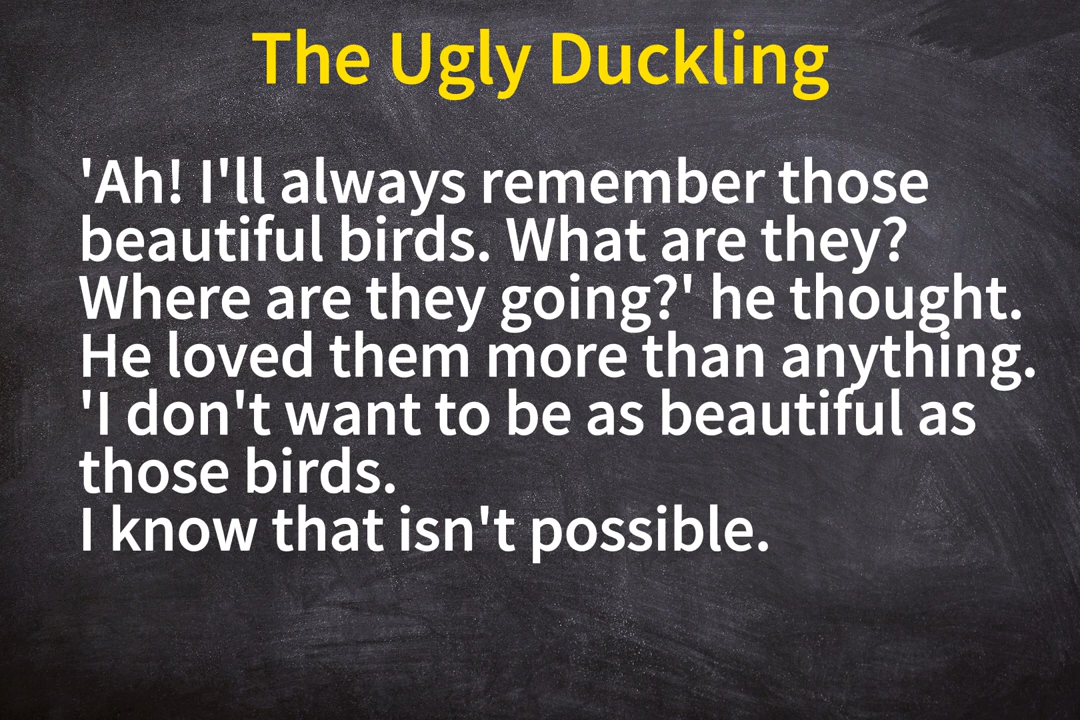 The Ugly Duckling
'Ah! I'll always remember those
beautiful birds. What are they?
Where are they going?' he thought.
He loved them more than anything.
'I don't want to be as beautiful as
those birds.
I know that isn't possible.